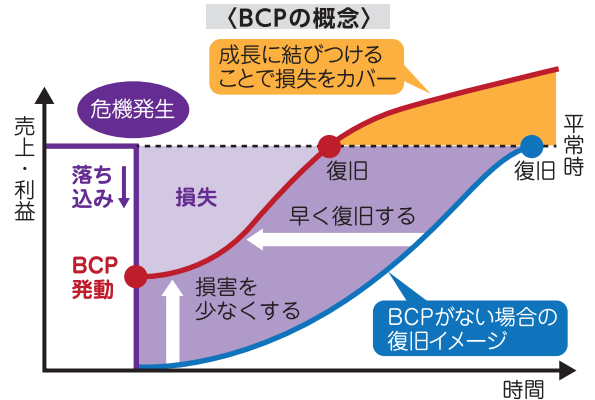 〈BCPの概念〉
成長に結びつける
ことで損失をカバー
危機発生
売上・利益
平常時
復旧
復旧
落ち
込み
損失
早く復旧する
BCP
発動
損害を
少なくする
BCPがない場合の
復旧イメージ
時間